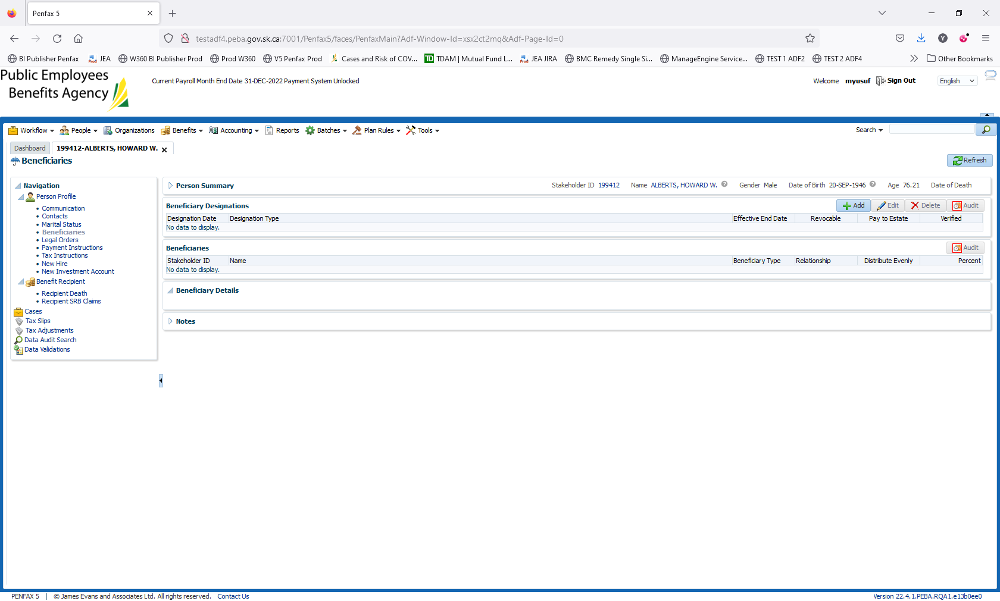 Penfax 5
testadf4.peba.gov.sk.ca:7001/Penfax5/faces/PenfaxMain?Adf-Window-Id=xsx2ct2mq&Adf-Page-Id=0
BI Publisher Penfax JEA W360 BI Publisher Prod Prod W360 V5 Penfax Prod Cases and Risk of COV... TD TDAM | Mutual Fund L... JEA JIRA BMC Remedy Single Si... ManageEngine Service... TEST 1 ADF2 TEST 2 ADF4 Other Bookmarks
Public Employees
Benefits Agency
Current Payroll Month End Date 31-DEC-2022 Payment System Unlocked
Welcome myusuf Sign Out English
Workflow People Organizations Benefits Accounting Reports Batches Plan Rules Tools Search
Dashboard 199412-ALBERTS, HOWARD W.
Beneficiaries Refresh
Navigation
Person Profile
Communication
Contacts
Marital Status
Beneficiaries
Legal Orders
Payment Instructions
Tax Instructions
New Hire
New Investment Account
Benefit Recipient
Recipient Death
Recipient SRB Claims
Cases
Tax Slips
Tax Adjustments
Data Audit Search
Data Validations
Person Summary Stakeholder ID 199412 Name ALBERTS, HOWARD W. Gender Male Date of Birth 20-SEP-1946 Age 76.21 Date of Death
Beneficiary Designations Add Edit Delete Audit
Designation Date Designation Type Effective End Date Revocable Pay to Estate Verified
No data to display.
Beneficiaries Audit
Stakeholder ID Name Beneficiary Type Relationship Distribute Evenly Percent
No data to display.
Beneficiary Details
Notes
PENFAX 5 | © James Evans and Associates Ltd. All rights reserved. Contact Us Version 22.4.1.PEBA.RQA1.e13b0ee0